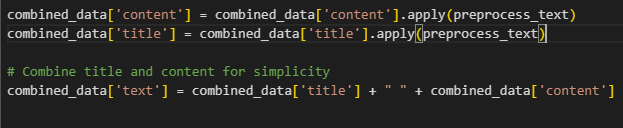 combined_data['content'] = combined_data['content'].apply(preprocess_text)
combined_data['title'] = combined_data['title'].apply(preprocess_text)
# Combine title and content for simplicity
combined_data['text'] = combined_data['title'] + " " + combined_data['content']